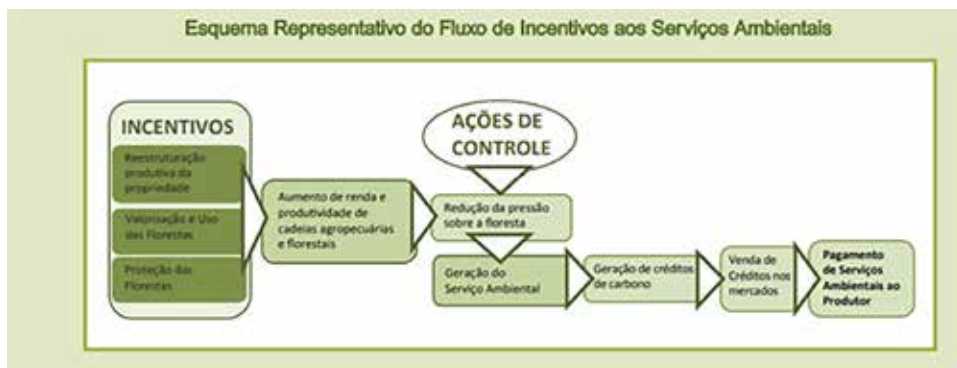 Esquema Representativo do Fluxo de Incentivos aos Serviços Ambientais
INCENTIVOS
Reestruturação
produtiva da
propriedade
Valorização e Uso
das Florestas
Proteção das
Florestas
Aumento de renda e
produtividade de
cadeias agropecuárias
e florestais
AÇÕES DE
CONTROLE
Redução da pressão
sobre a floresta
Geração do
Serviço Ambiental
Geração de créditos
de carbono
Venda de
Créditos nos
mercados
Pagamento
de Serviços
Ambientais ao
Produtor